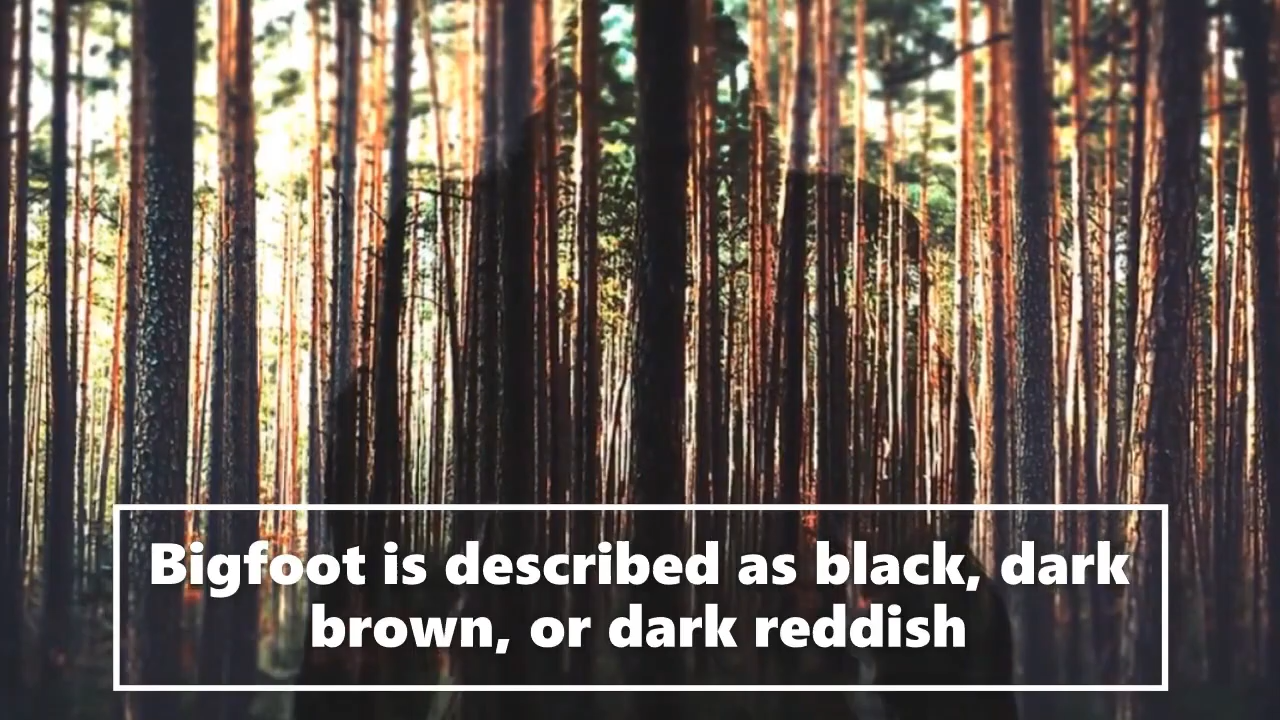 Bigfoot is described as black, dark
brown, or dark reddish